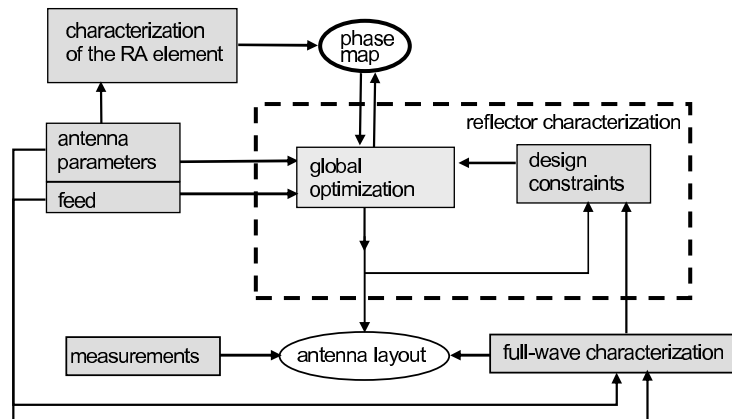 characterization
of the RA element
phase
map
reflector characterization
antenna
parameters
feed
global
optimization
design
constraints
measurements
antenna layout
full-wave characterization